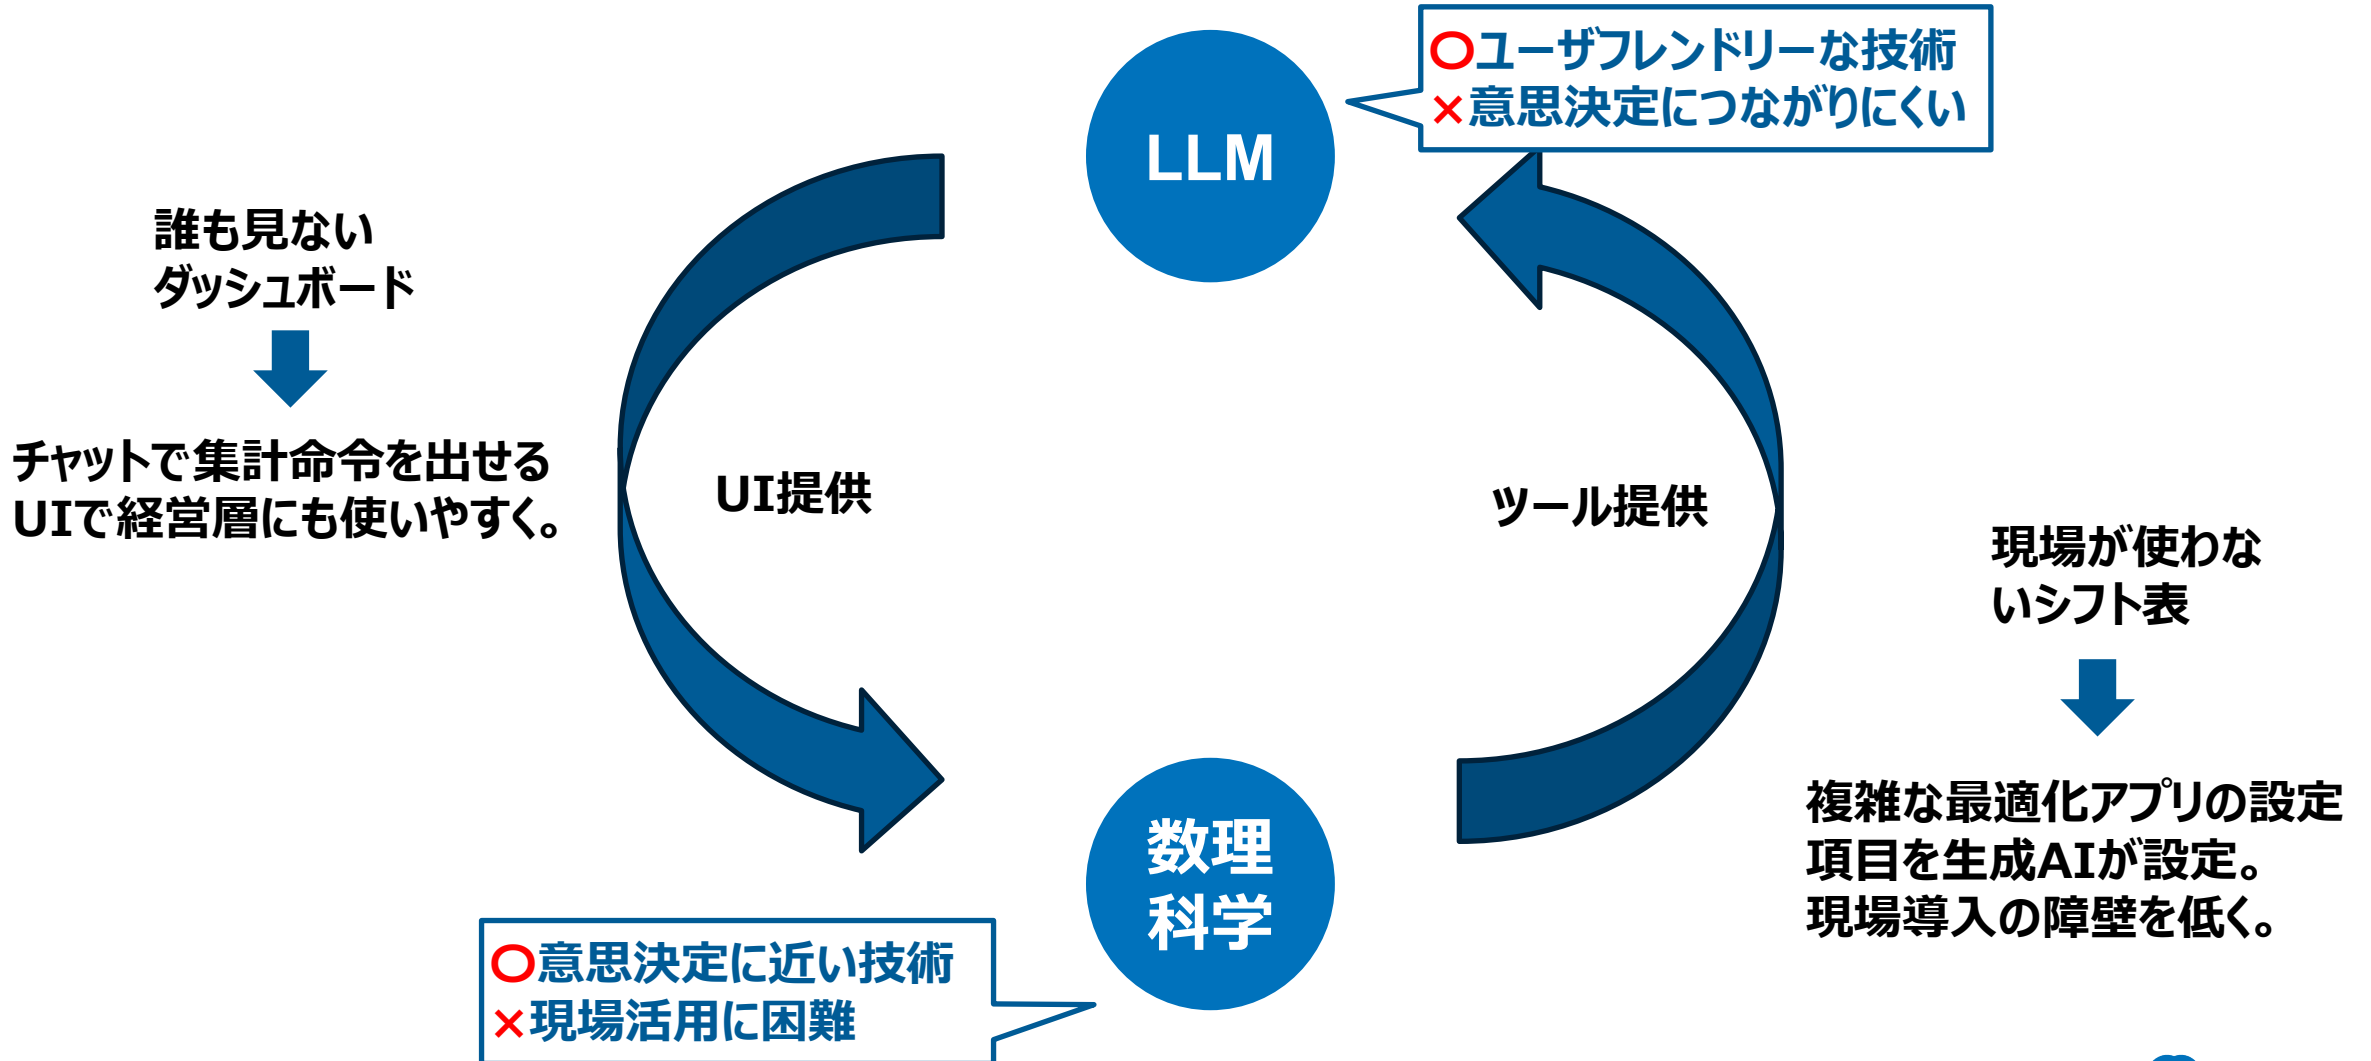 〇ユーザフレンドリーな技術
×意思決定につながりにくい
LLM
誰も見ない
ダッシュボード
チャットで集計命令を出せる
UIで経営層にも使いやすく。
UI提供
ツール提供
現場が使わな
いシフト表
複雑な最適化アプリの設定
項目を生成AIが設定。
現場導入の障壁を低く。
数理
科学
〇意思決定に近い技術
×現場活用に困難